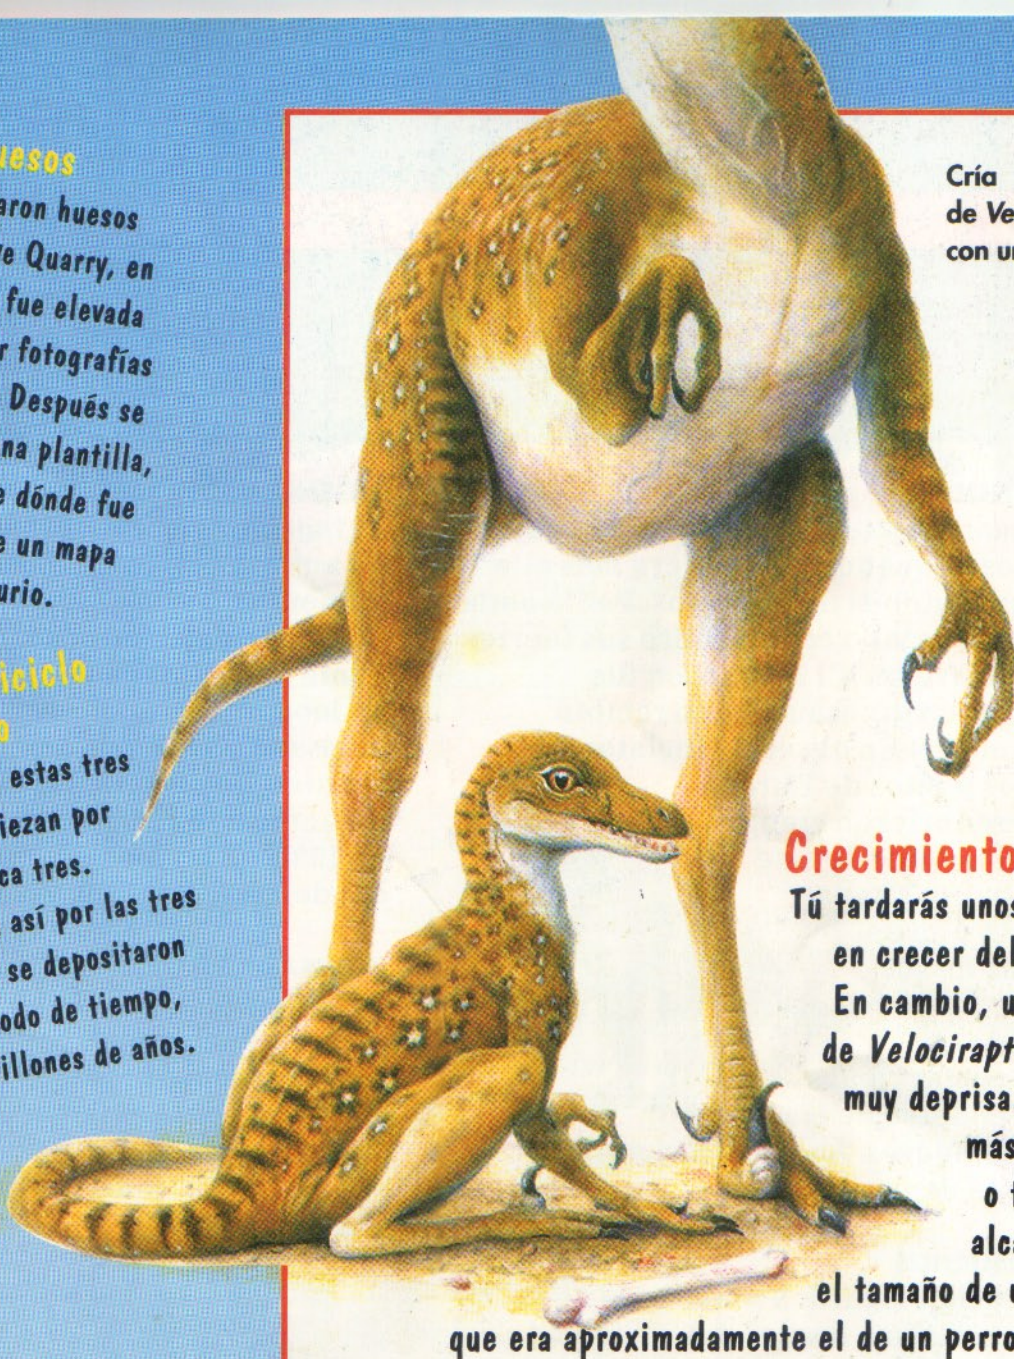 uesos
aron huesos
e Quarry, en
fue elevada
r fotografías
Después se
na plantilla,
e dónde fue
e un mapa
urio.
iciclo
o
estas tres
iezan por
ca tres.
así por las tres
se depositaron
odo de tiempo,
illones de años.
Cría
de Ve
con un
Crecimiento
Tú tardarás unos
en crecer del
En cambio, u
de Velocirapt
muy deprisa
más
o t
alca
el tamaño de u
que era aproximadamente el de un perro